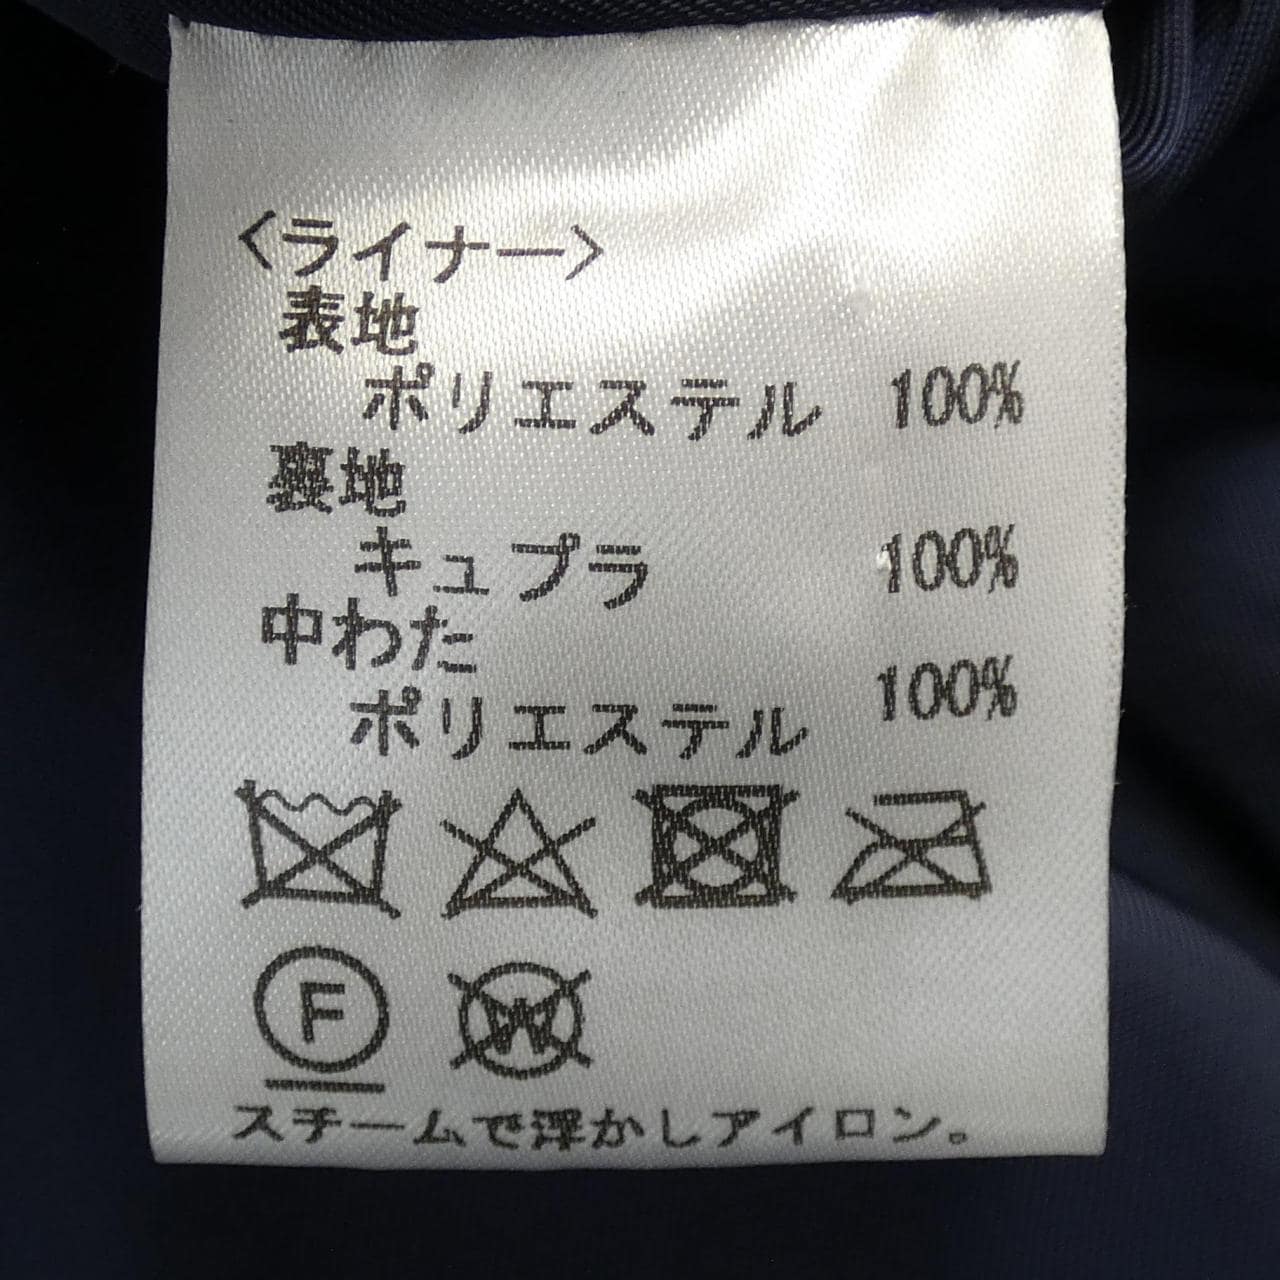 <ライナー>
表地
ポリエステル 100%
裏地
キュプラ 100%
中わた
ポリエステル 100%
F W
スチームで浮かしアイロン。